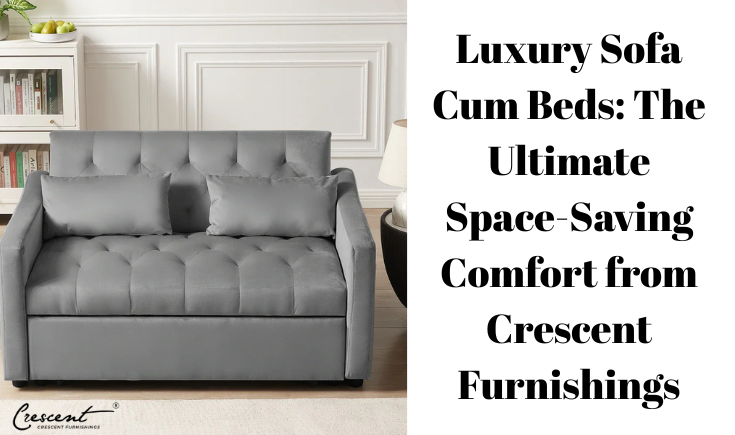 Luxury Sofa
Cum Beds: The
Ultimate
Space-Saving
Comfort from
Crescent
Furnishings
Crescent®
CRESCENT FURNISHINGS